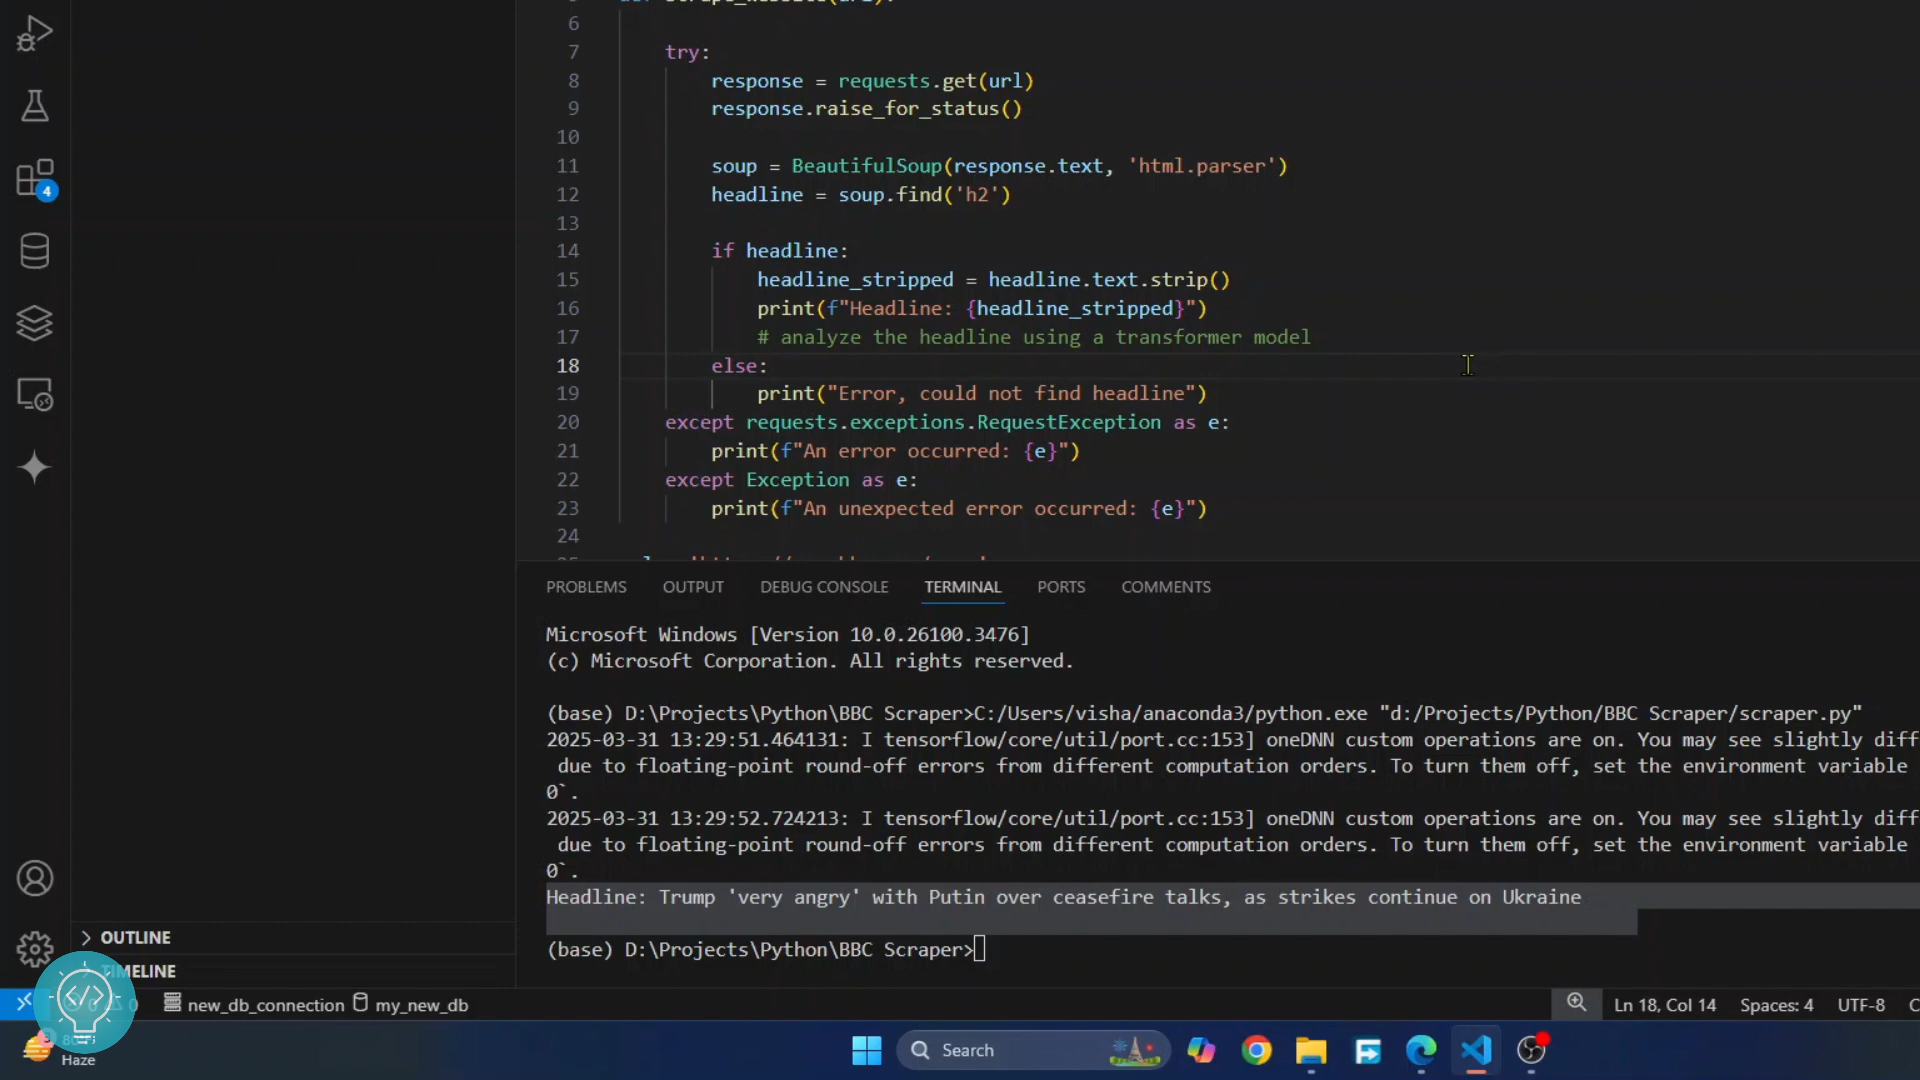 6
7 try:
8 response = requests.get(url)
9 response.raise_for_status()
10
11 soup = BeautifulSoup(response.text, 'html.parser')
12 headline = soup.find('h2')
13
14 if headline:
15 headline_stripped = headline.text.strip()
16 print(f"Headline: {headline_stripped}")
17 # analyze the headline using a transformer model
18 else:
19 print("Error, could not find headline")
20 except requests.exceptions.RequestException as e:
21 print(f"An error occurred: {e}")
22 except Exception as e:
23 print(f"An unexpected error occurred: {e}")
24
4
PROBLEMS OUTPUT DEBUG CONSOLE TERMINAL PORTS COMMENTS
Microsoft Windows [Version 10.0.26100.3476]
(c) Microsoft Corporation. All rights reserved.
(base) D:\Projects\Python\BBC Scraper>C:/Users/visha/anaconda3/python.exe "d:/Projects/Python/BBC Scraper/scraper.py"
2025-03-31 13:29:51.464131: I tensorflow/core/util/port.cc:153] oneDNN custom operations are on. You may see slightly diff
due to floating-point round-off errors from different computation orders. To turn them off, set the environment variable
0`.
2025-03-31 13:29:52.724213: I tensorflow/core/util/port.cc:153] oneDNN custom operations are on. You may see slightly diff
due to floating-point round-off errors from different computation orders. To turn them off, set the environment variable
0`.
Headline: Trump 'very angry' with Putin over ceasefire talks, as strikes continue on Ukraine
(base) D:\Projects\Python\BBC Scraper>
OUTLINE
TIMELINE
new_db_connection my_new_db
Ln 18, Col 14 Spaces: 4 UTF-8
Haze
Search